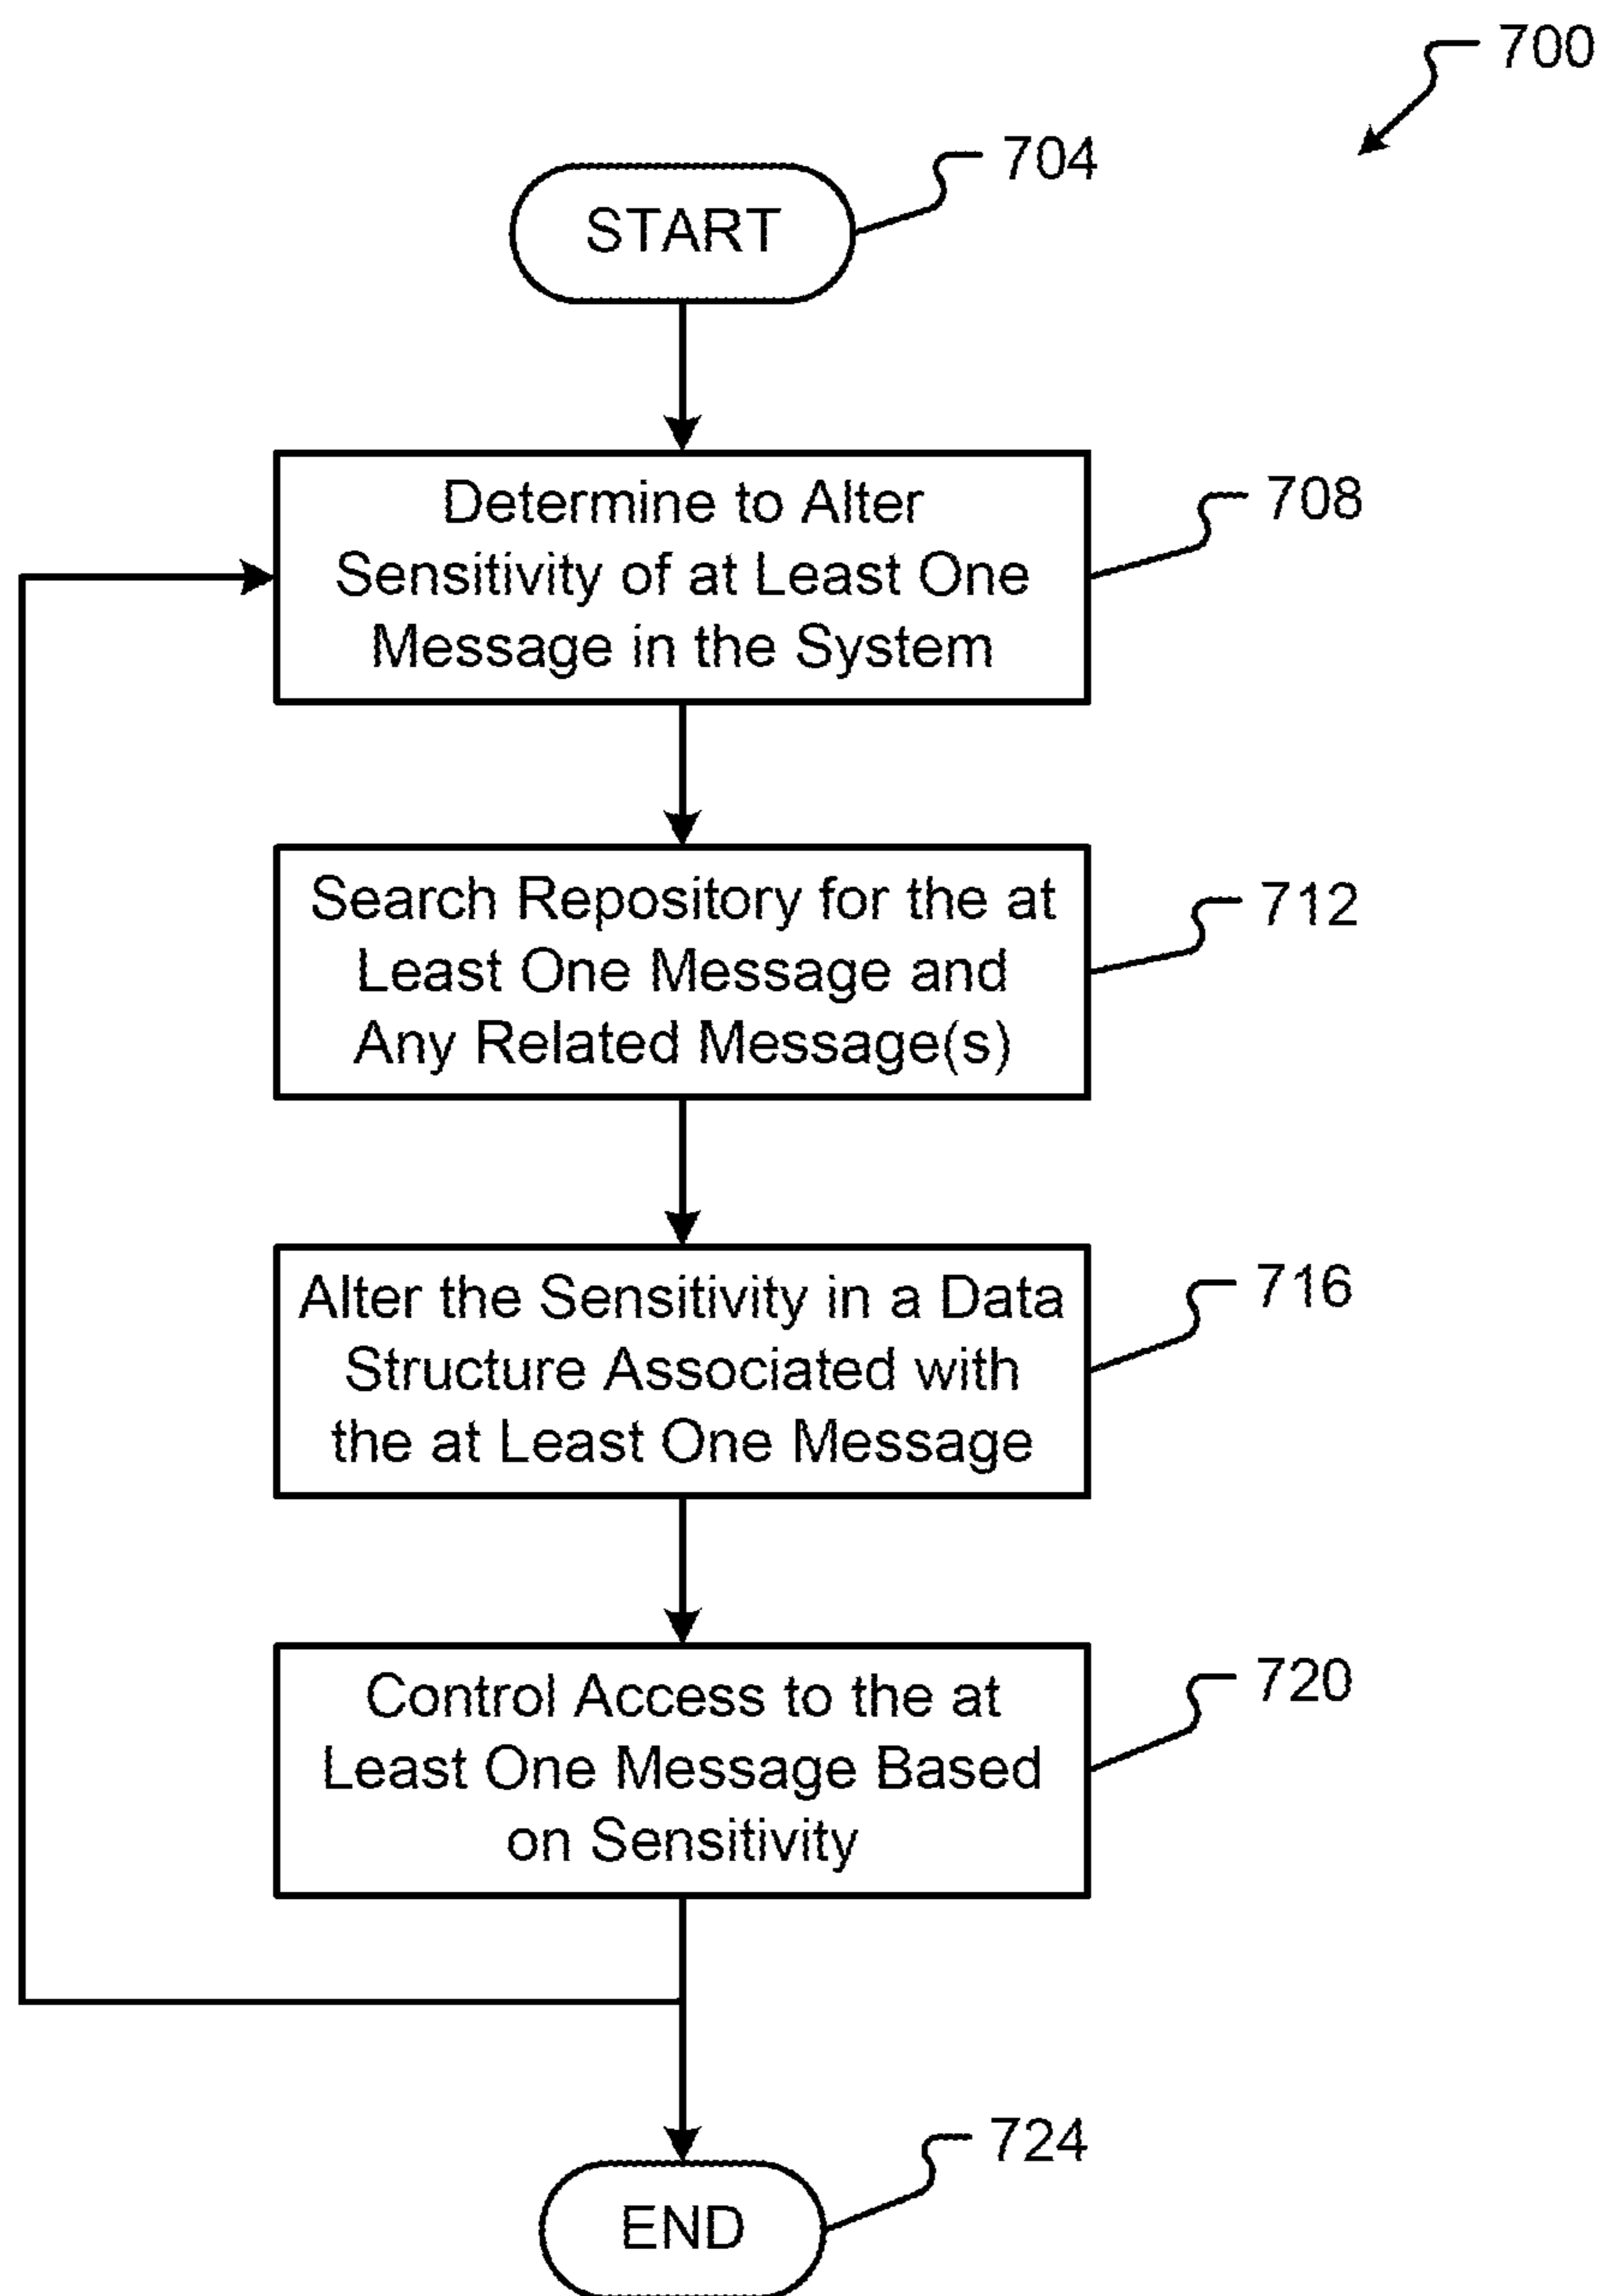 700
704
START
Determine to Alter
Sensitivity of at Least One
Message in the System
708
Search Repository for the at
Least One Message and
Any Related Message(s)
712
Alter the Sensitivity in a Data
Structure Associated with
the at Least One Message
716
Control Access to the at
Least One Message Based
on Sensitivity
720
724
END